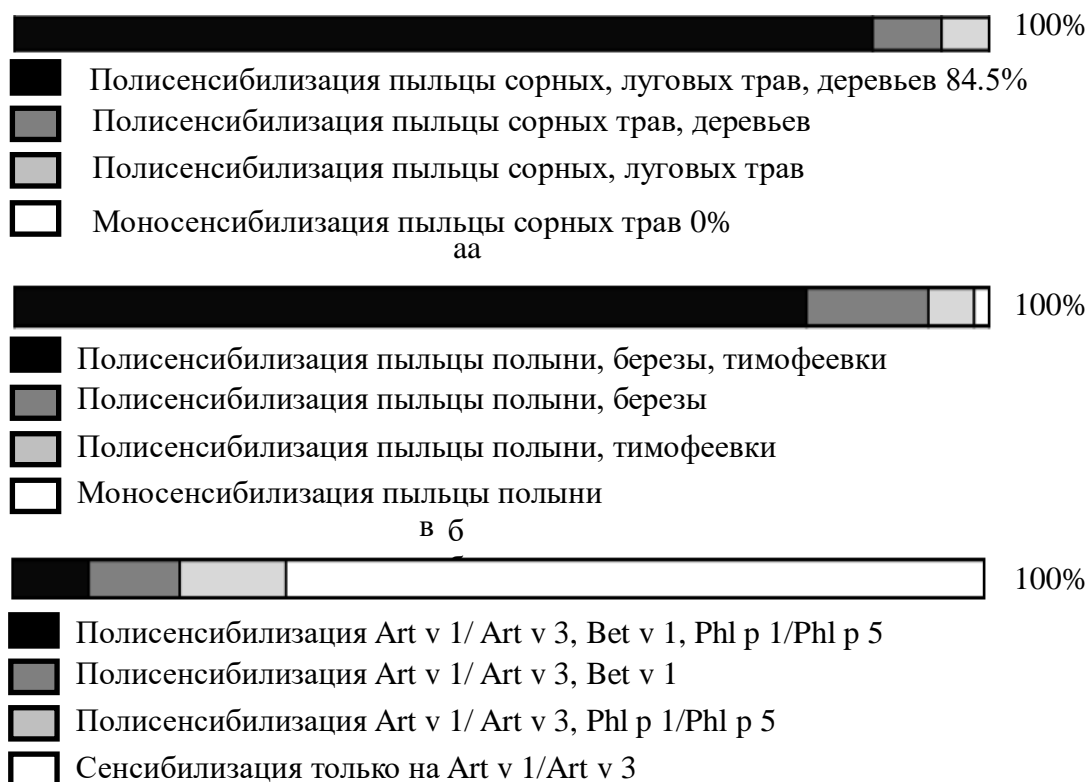 100%
Полисенсибилизация пыльцы сорных, луговых трав, деревьев 84.5%
Полисенсибилизация пыльцы сорных трав, деревьев
Полисенсибилизация пыльцы сорных, луговых трав
Моносенсибилизация пыльцы сорных трав 0%
аа
100%
Полисенсибилизация пыльцы полыни, березы, тимофеевки
Полисенсибилизация пыльцы полыни, березы
Полисенсибилизация пыльцы полыни, тимофеевки
Моносенсибилизация пыльцы полыни
в б
100%
Полисенсибилизация Art v 1/ Art v 3, Bet v 1, Phl p 1/Phl p 5
Полисенсибилизация Art v 1/ Art v 3, Bet v 1
Полисенсибилизация Art v 1/ Art v 3, Phl p 1/Phl p 5
Сенсибилизация только на Art v 1/Art v 3